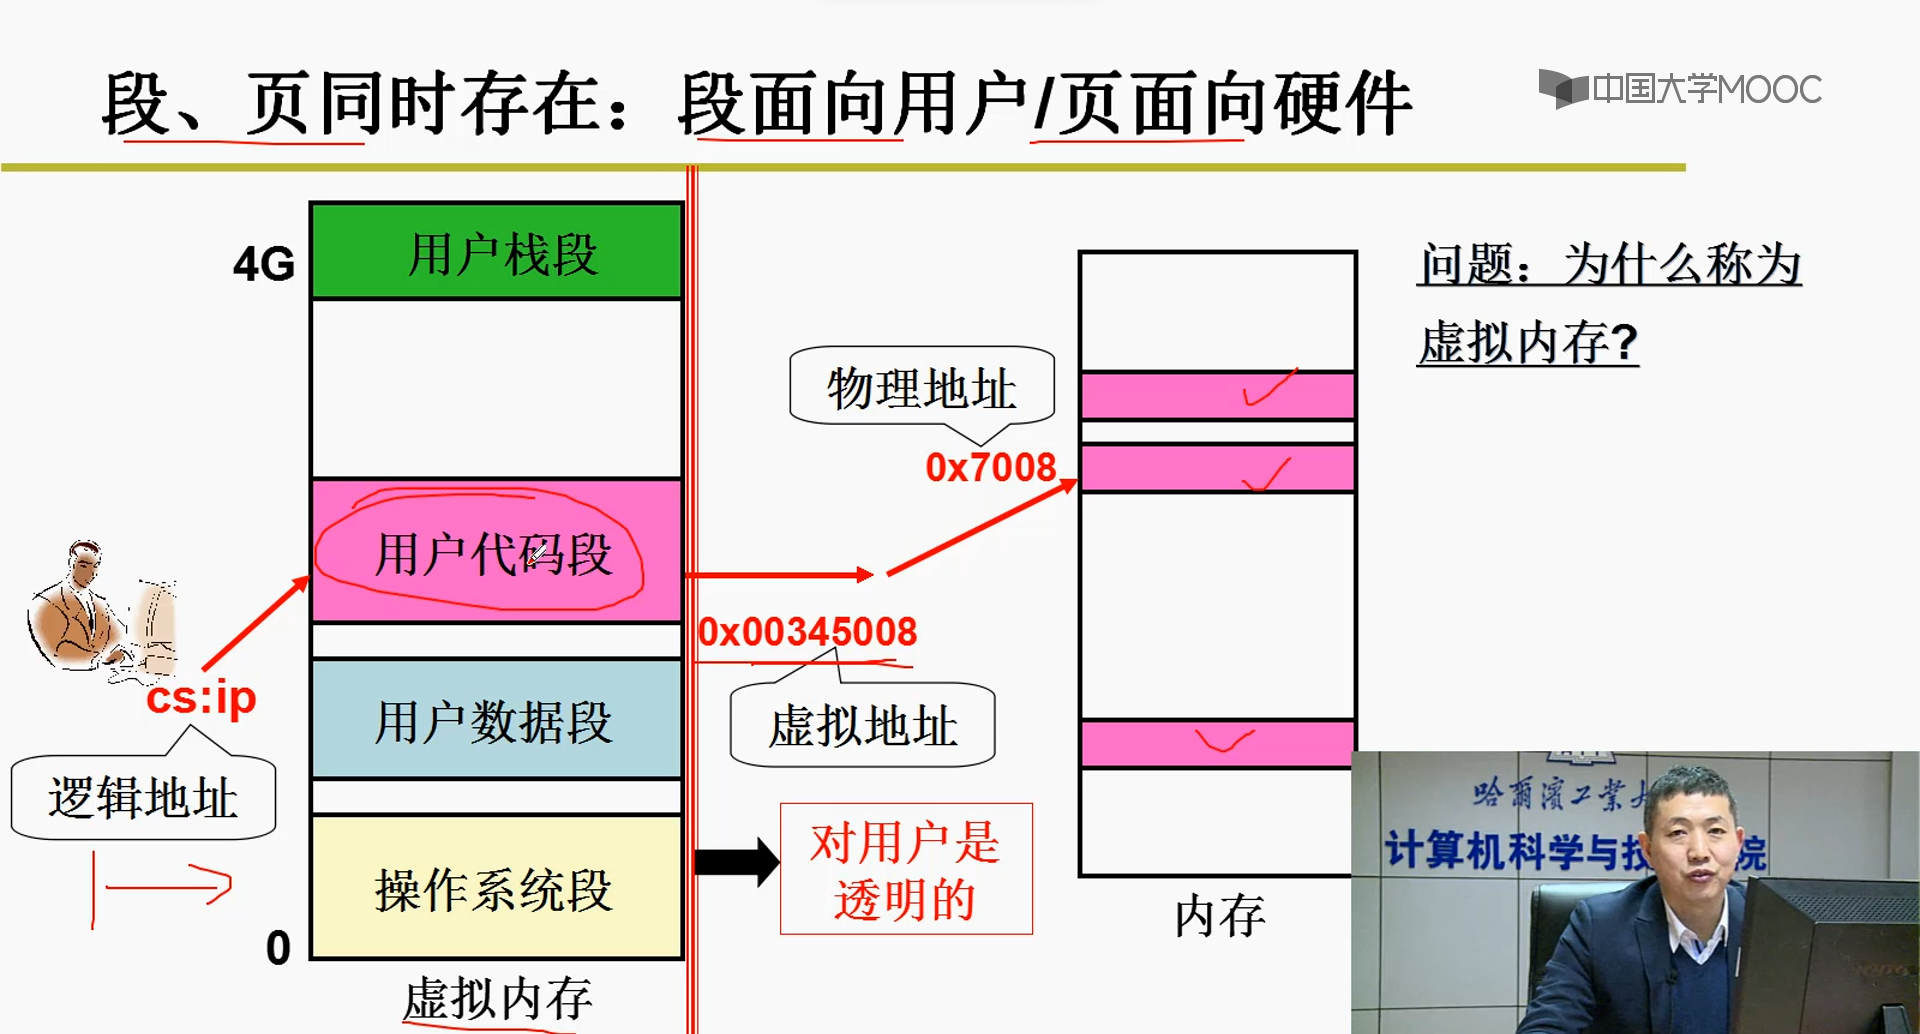 段、页同时存在：段面向用户/页面向硬件
中国大学MOOC
4G
用户栈段
用户代码段
用户数据段
操作系统段
0
虚拟内存
cs:ip
逻辑地址
物理地址
0x7008
0x00345008
虚拟地址
对用户是
透明的
内存
问题：为什么称为
虚拟内存?
哈爾濱工業大
计算机科学与技
院